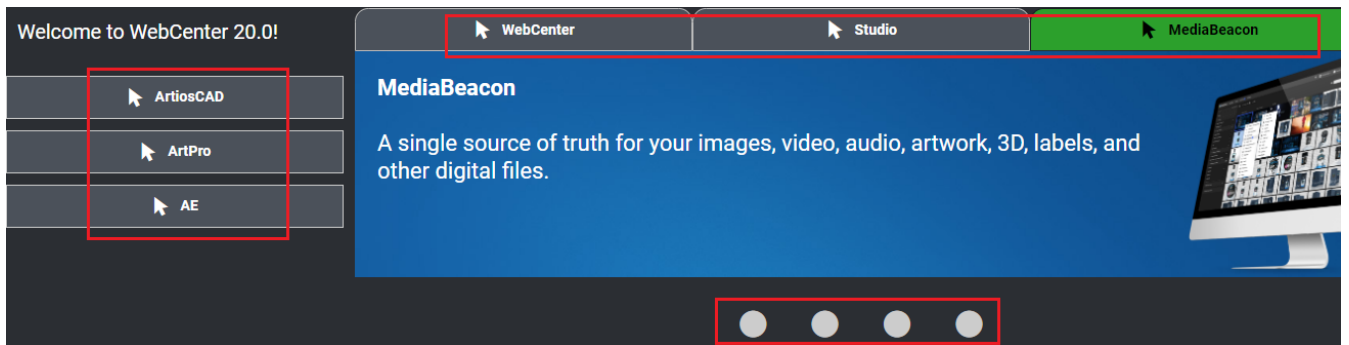 Welcome to WebCenter 20.0!
WebCenter
Studio
MediaBeacon
ArtiosCAD
ArtPro
AE
MediaBeacon
A single source of truth for your images, video, audio, artwork, 3D, labels, and
other digital files.